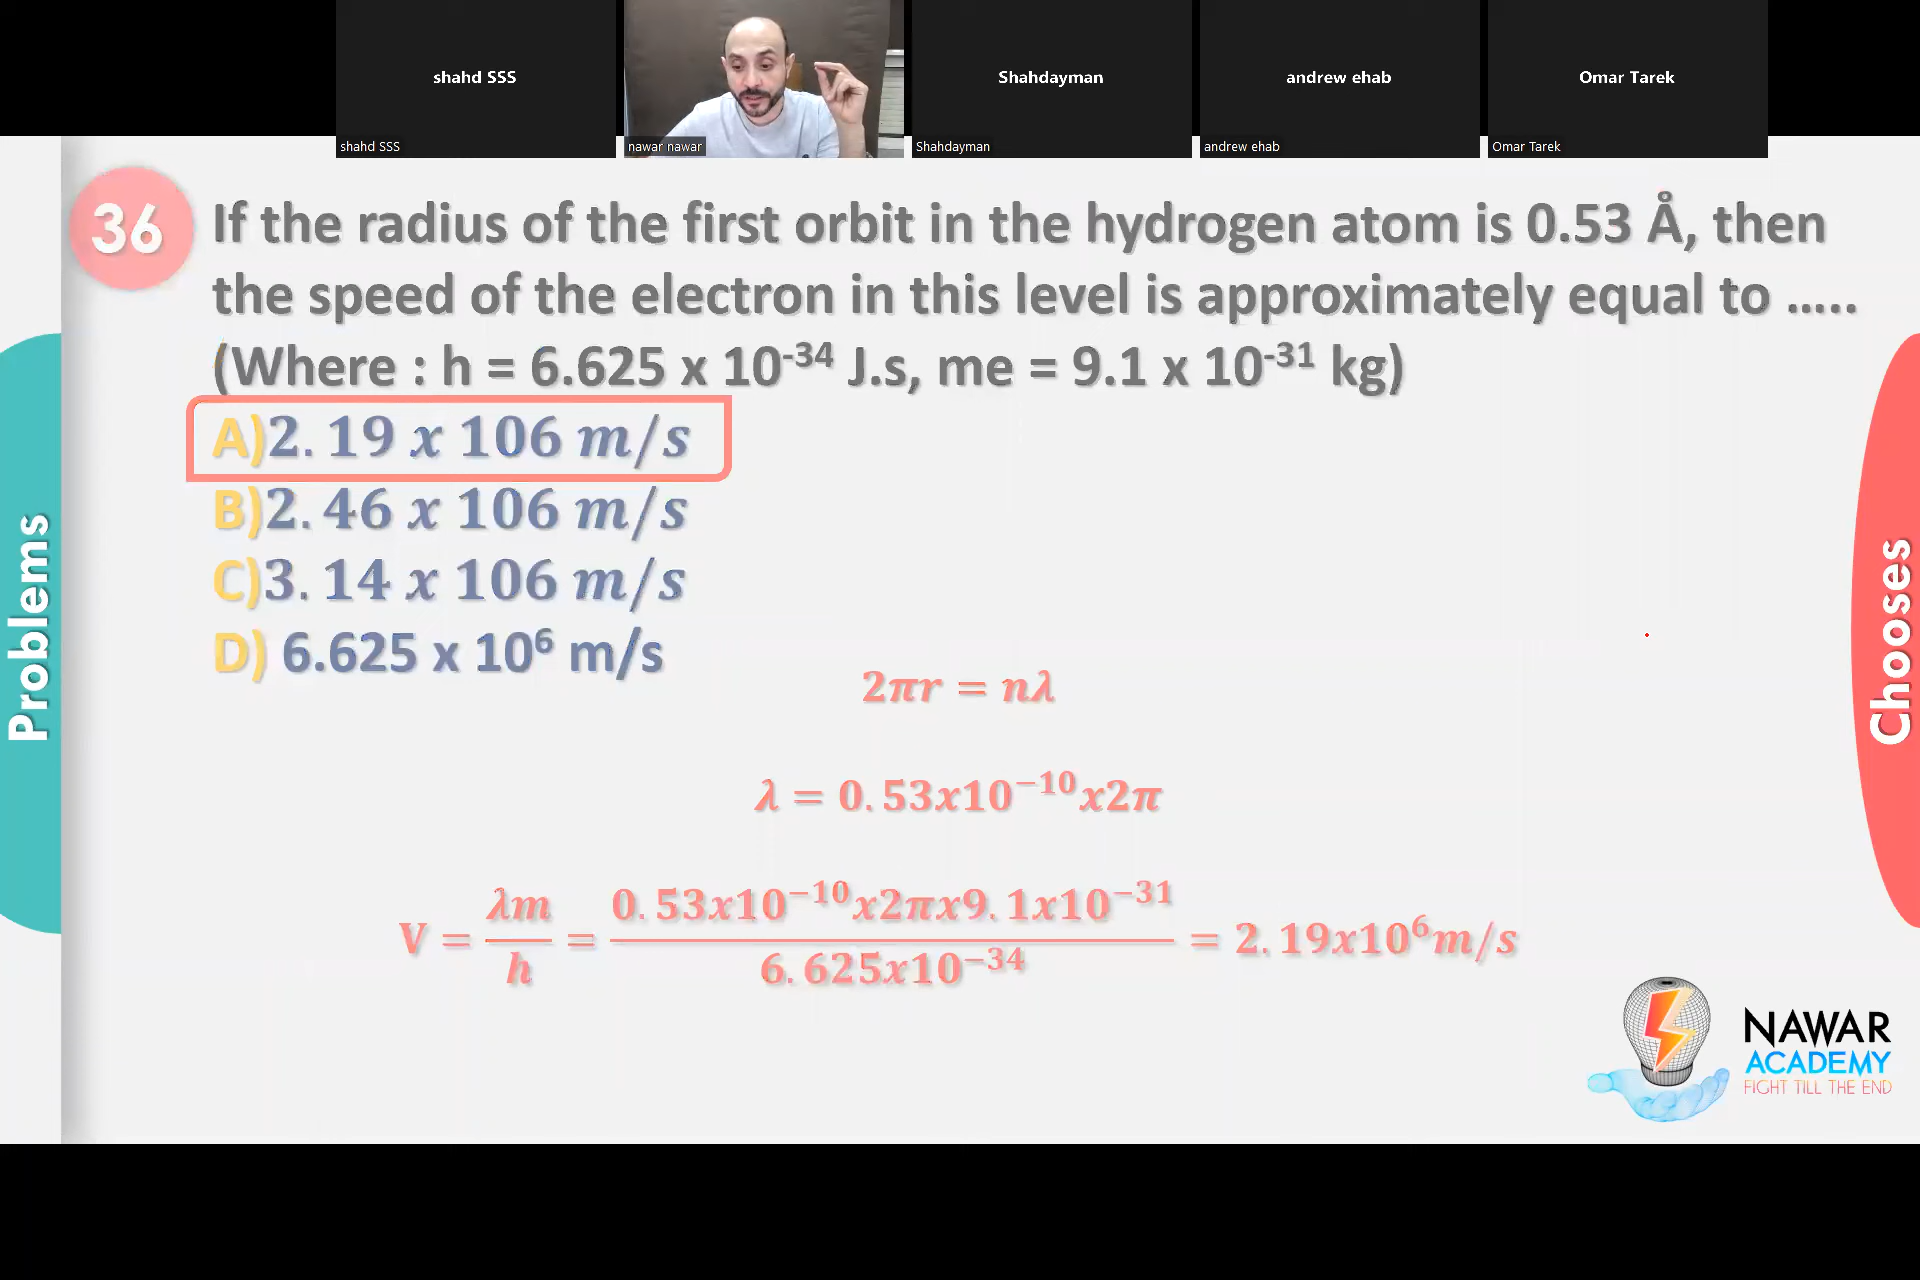 shahd SSS
Shahdayman
andrew ehab
Omar Tarek
shahd SSS
nawar nawar
Shahdayman
andrew ehab
Omar Tarek
36
If the radius of the first orbit in the hydrogen atom is 0.53 Å, then
the speed of the electron in this level is approximately equal to .....
(Where : h = 6.625 x 10⁻³⁴ J.s, me = 9.1 x 10⁻³¹ kg)
A)2. 19 x 106 m/s
B)2. 46 x 106 m/s
C)3. 14 x 106 m/s
D) 6.625 x 10⁶ m/s
2πr = nλ
λ = 0. 53x10⁻¹⁰x2π
V = λm/h = 0. 53x10⁻¹⁰x2πx9. 1x10⁻³¹ / 6. 625x10⁻³⁴ = 2. 19x10⁶m/s
Problems
Chooses
NAWAR
ACADEMY
FIGHT TILL THE END